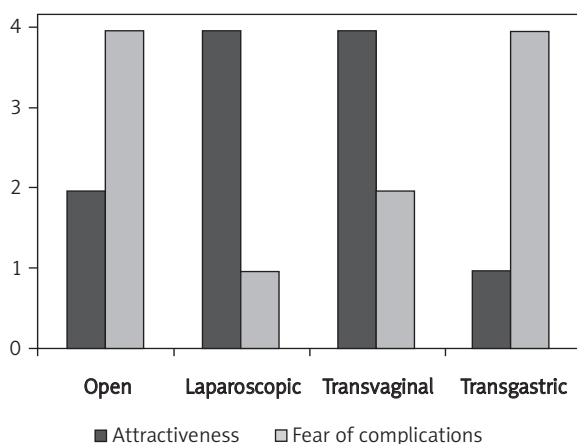 4
3
2
1
0
Open Laparoscopic Transvaginal Transgastric
Attractiveness Fear of complications